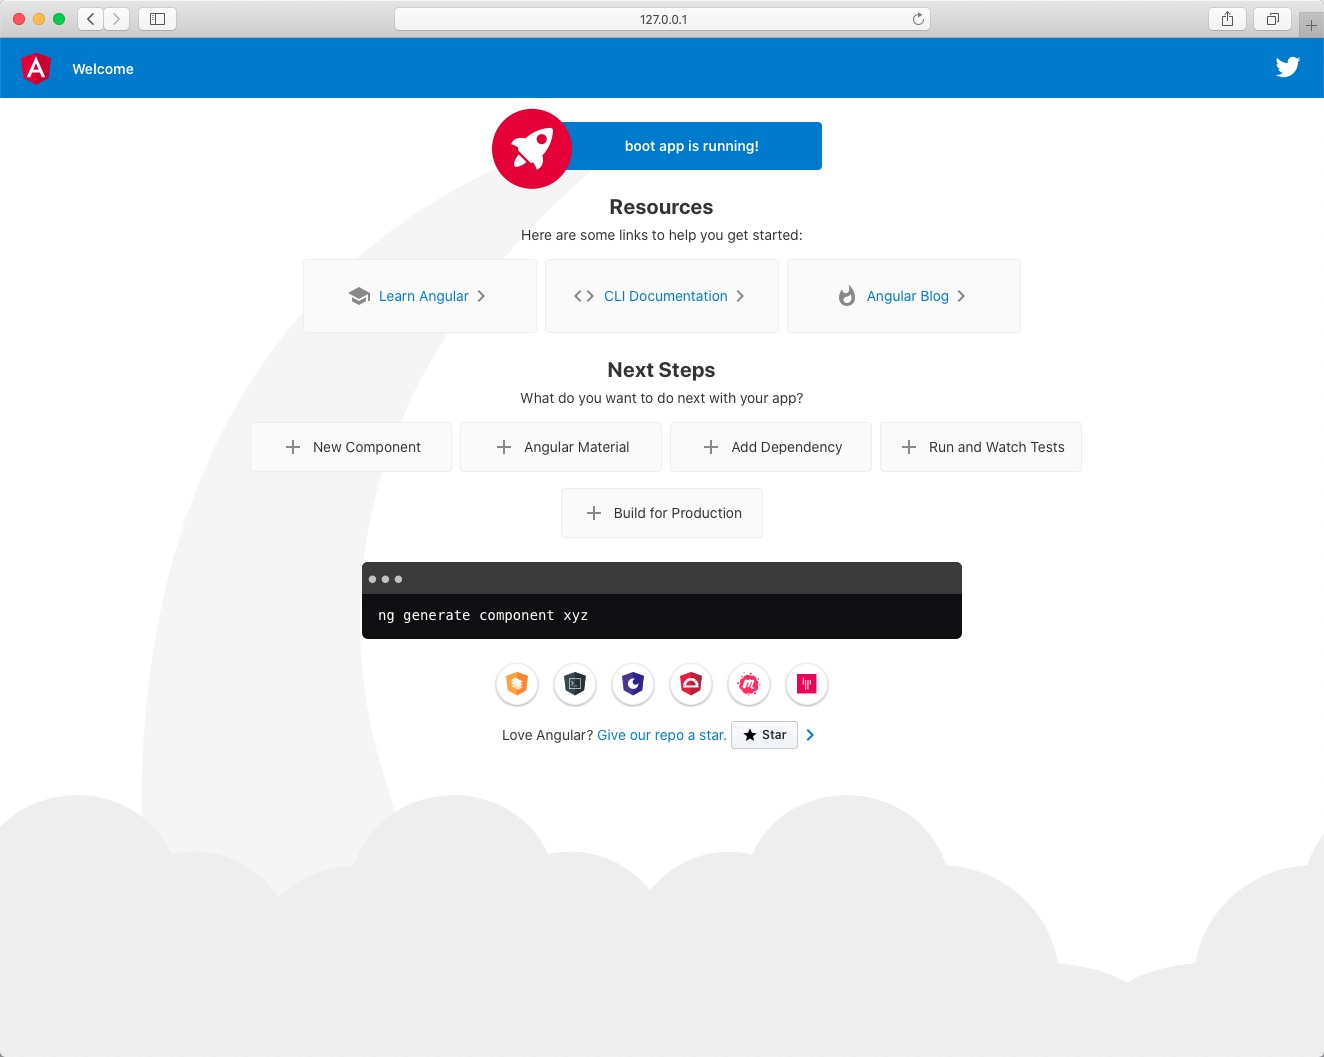 127.0.0.1
Welcome
boot app is running!
Resources
Here are some links to help you get started:
Learn Angular
CLI Documentation
Angular Blog
Next Steps
What do you want to do next with your app?
New Component
Angular Material
Add Dependency
Run and Watch Tests
Build for Production
ng generate component xyz
Love Angular? Give our repo a star. Star